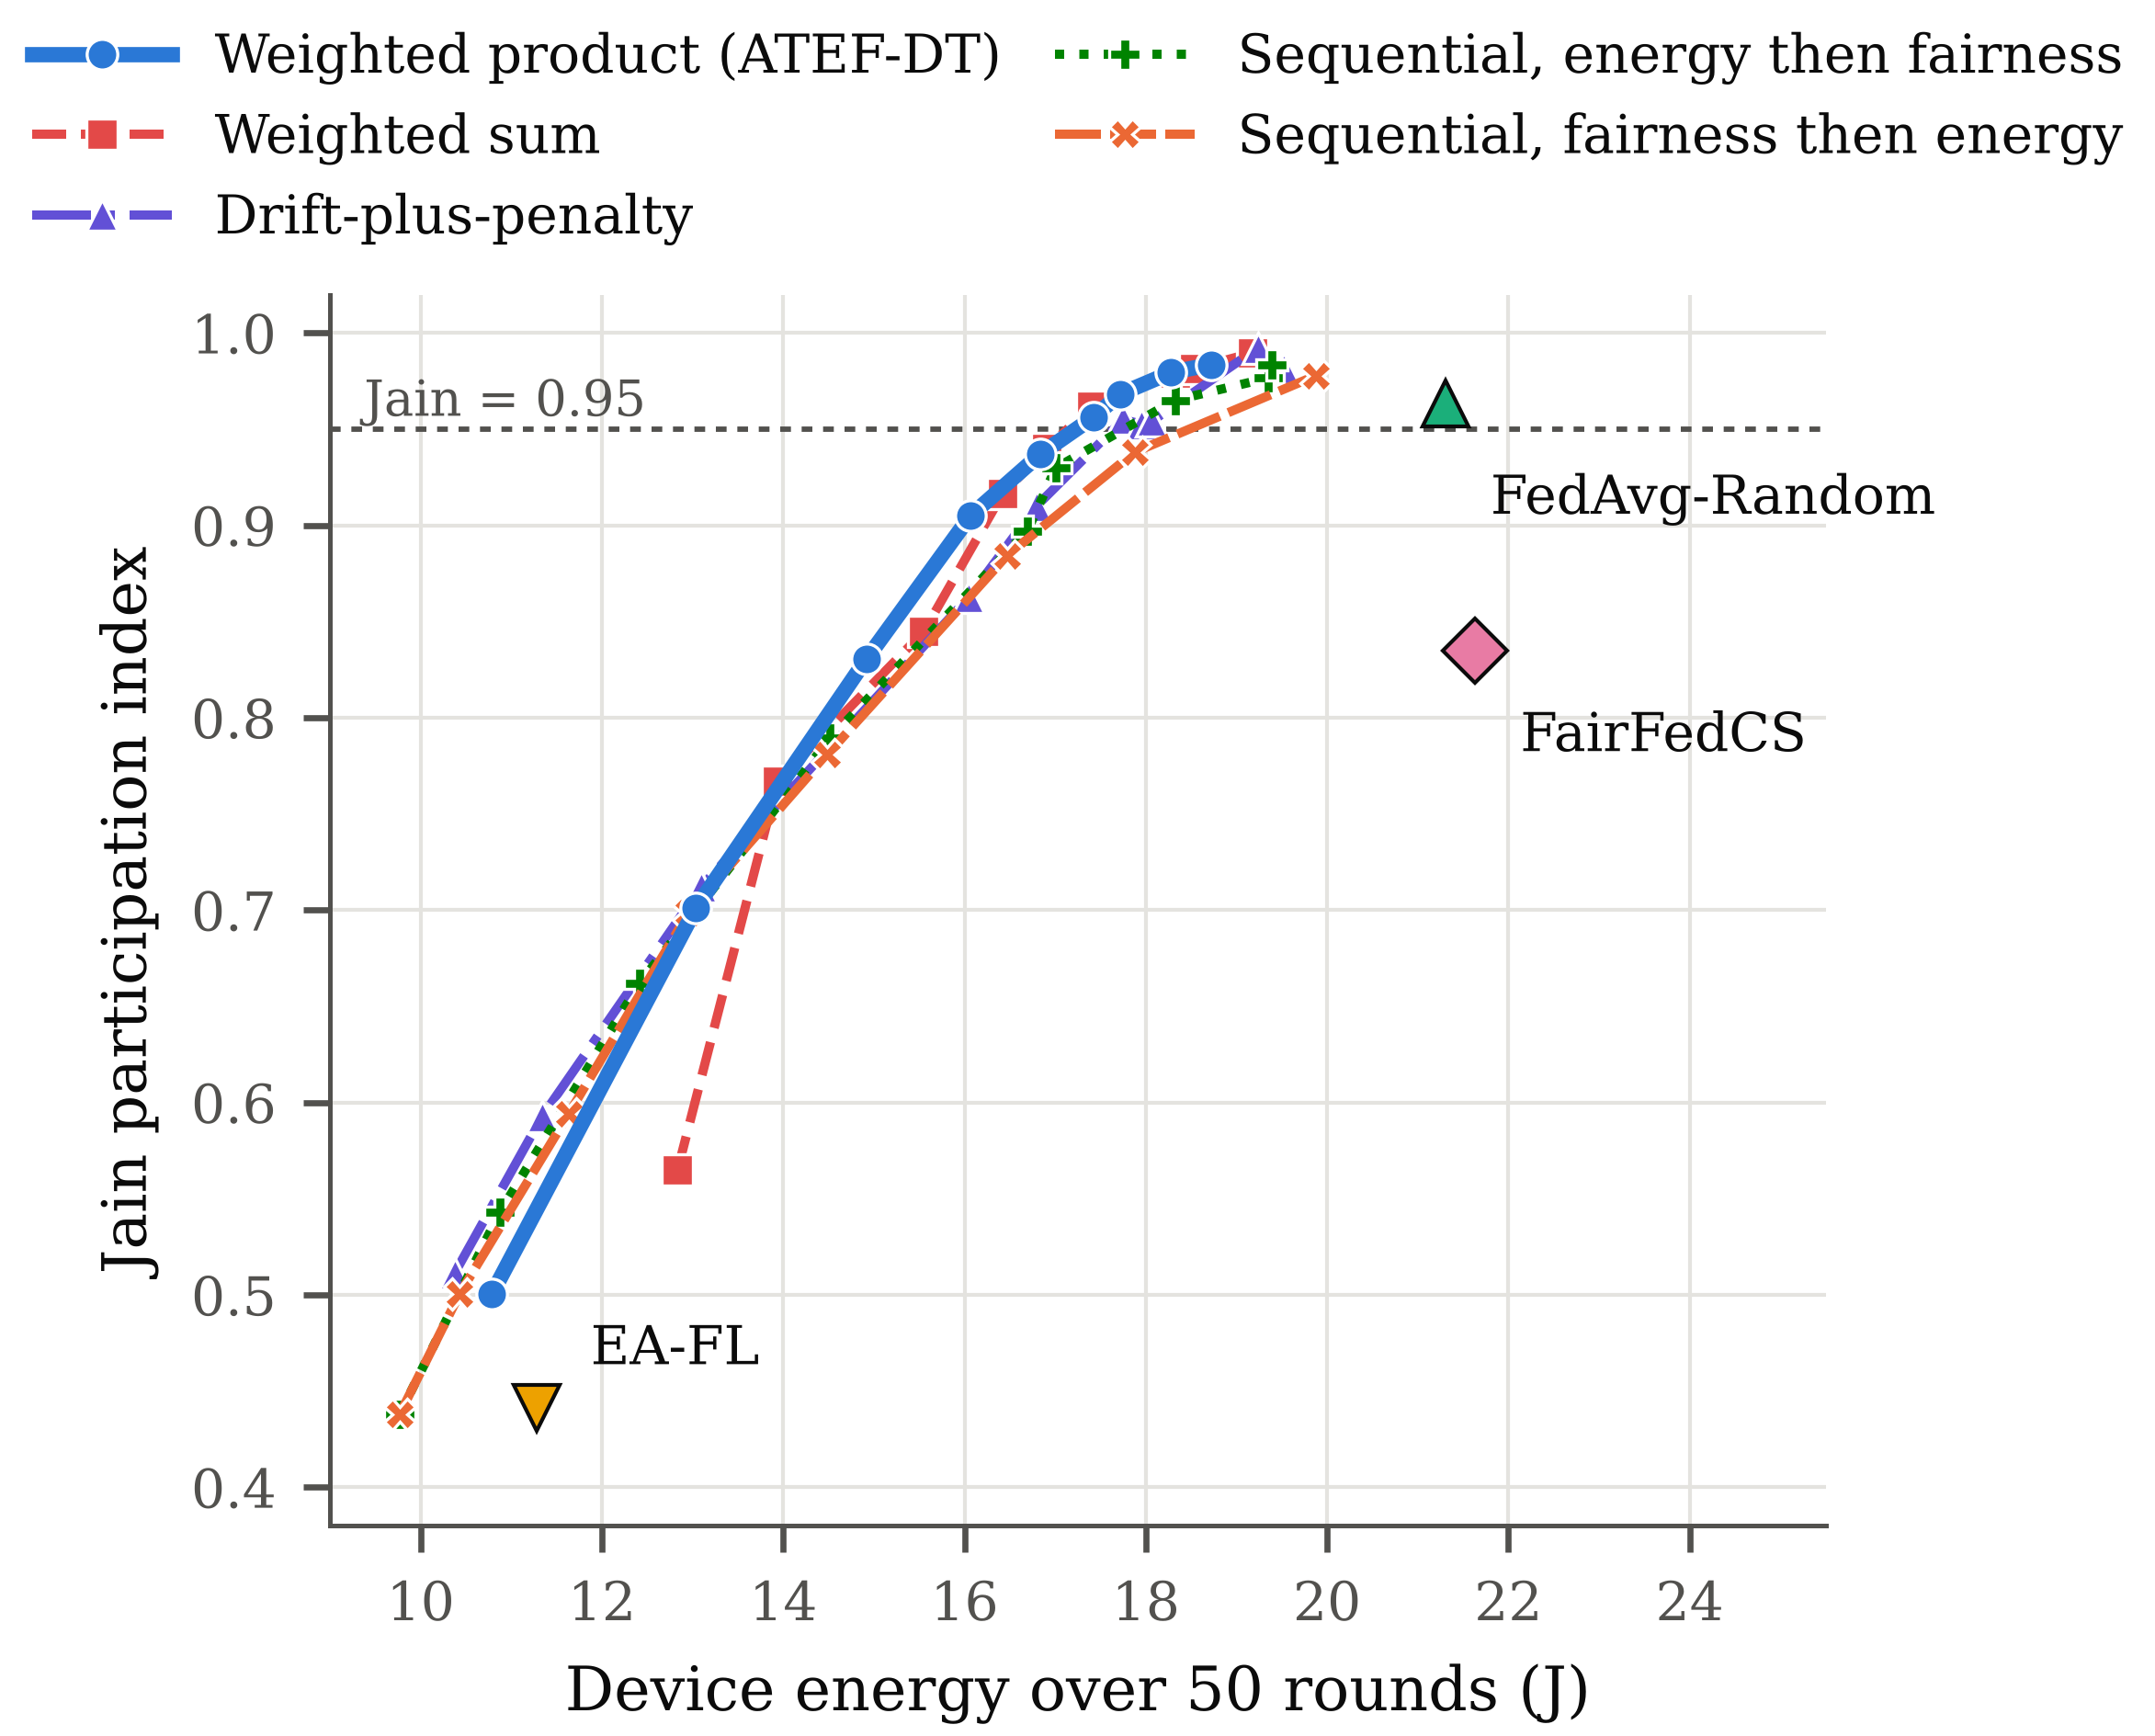 Weighted product (ATEF-DT)
Weighted sum
Drift-plus-penalty
Sequential, energy then fairness
Sequential, fairness then energy
Jain participation index
1.0
0.9
0.8
0.7
0.6
0.5
0.4
Jain = 0.95
FedAvg-Random
FairFedCS
EA-FL
10 12 14 16 18 20 22 24
Device energy over 50 rounds (J)